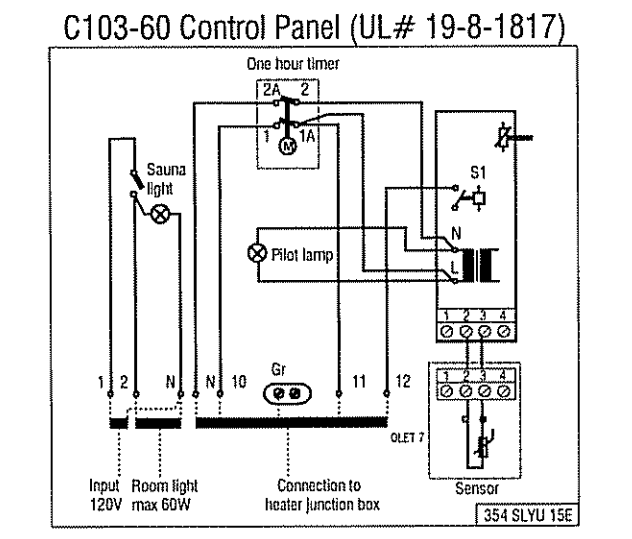 C103-60 Control Panel (UL# 19-8-1817)
One hour timer
2A 2
1 1A
M
Sauna
light
S1
N
Pilot lamp
L
1 2 3 4
1 2 N N 10 Gr 11 12
1 2 3 4
OLET 7
Input
120V
Room light
max 60W
Connection to
heater junction box
Sensor
354 SLYU 15E